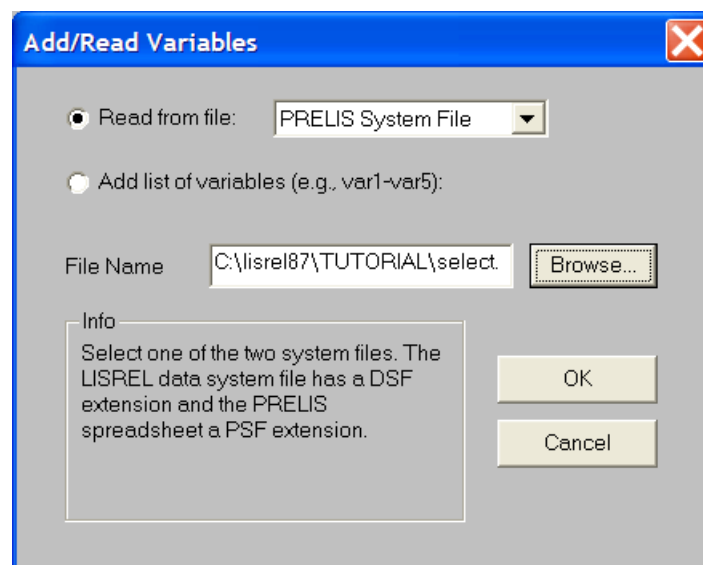 Add/Read Variables
Read from file: PRELIS System File
Add list of variables (e.g., var1-var5):
File Name C:\lisrel87\TUTORIAL\select. Browse...
Info
Select one of the two system files. The
LISREL data system file has a DSF
extension and the PRELIS
spreadsheet a PSF extension.
OK
Cancel